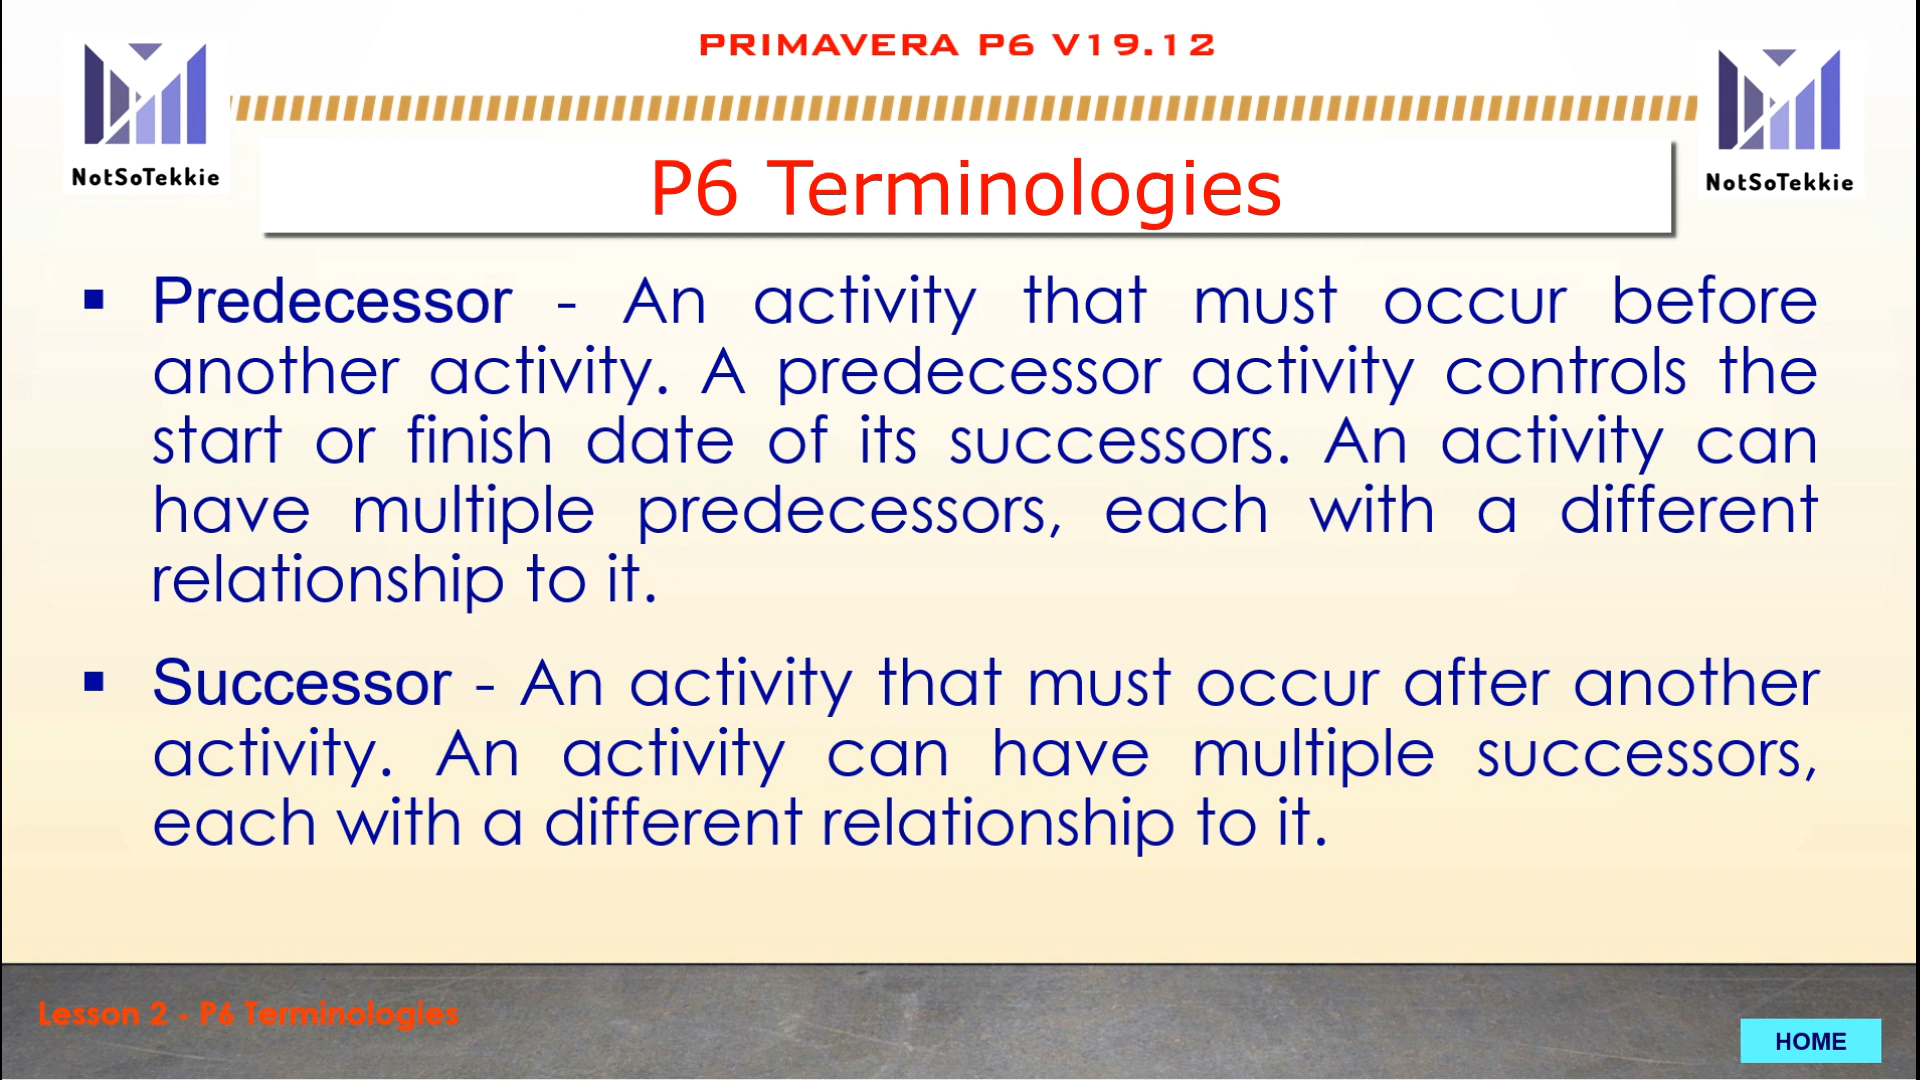 PRIMAVERA P6 V19.12
NotSoTekkie
NotSoTekkie
P6 Terminologies
▪ Predecessor - An activity that must occur before
another activity. A predecessor activity controls the
start or finish date of its successors. An activity can
have multiple predecessors, each with a different
relationship to it.
▪ Successor - An activity that must occur after another
activity. An activity can have multiple successors,
each with a different relationship to it.
Lesson 2 - P6 Terminologies
HOME